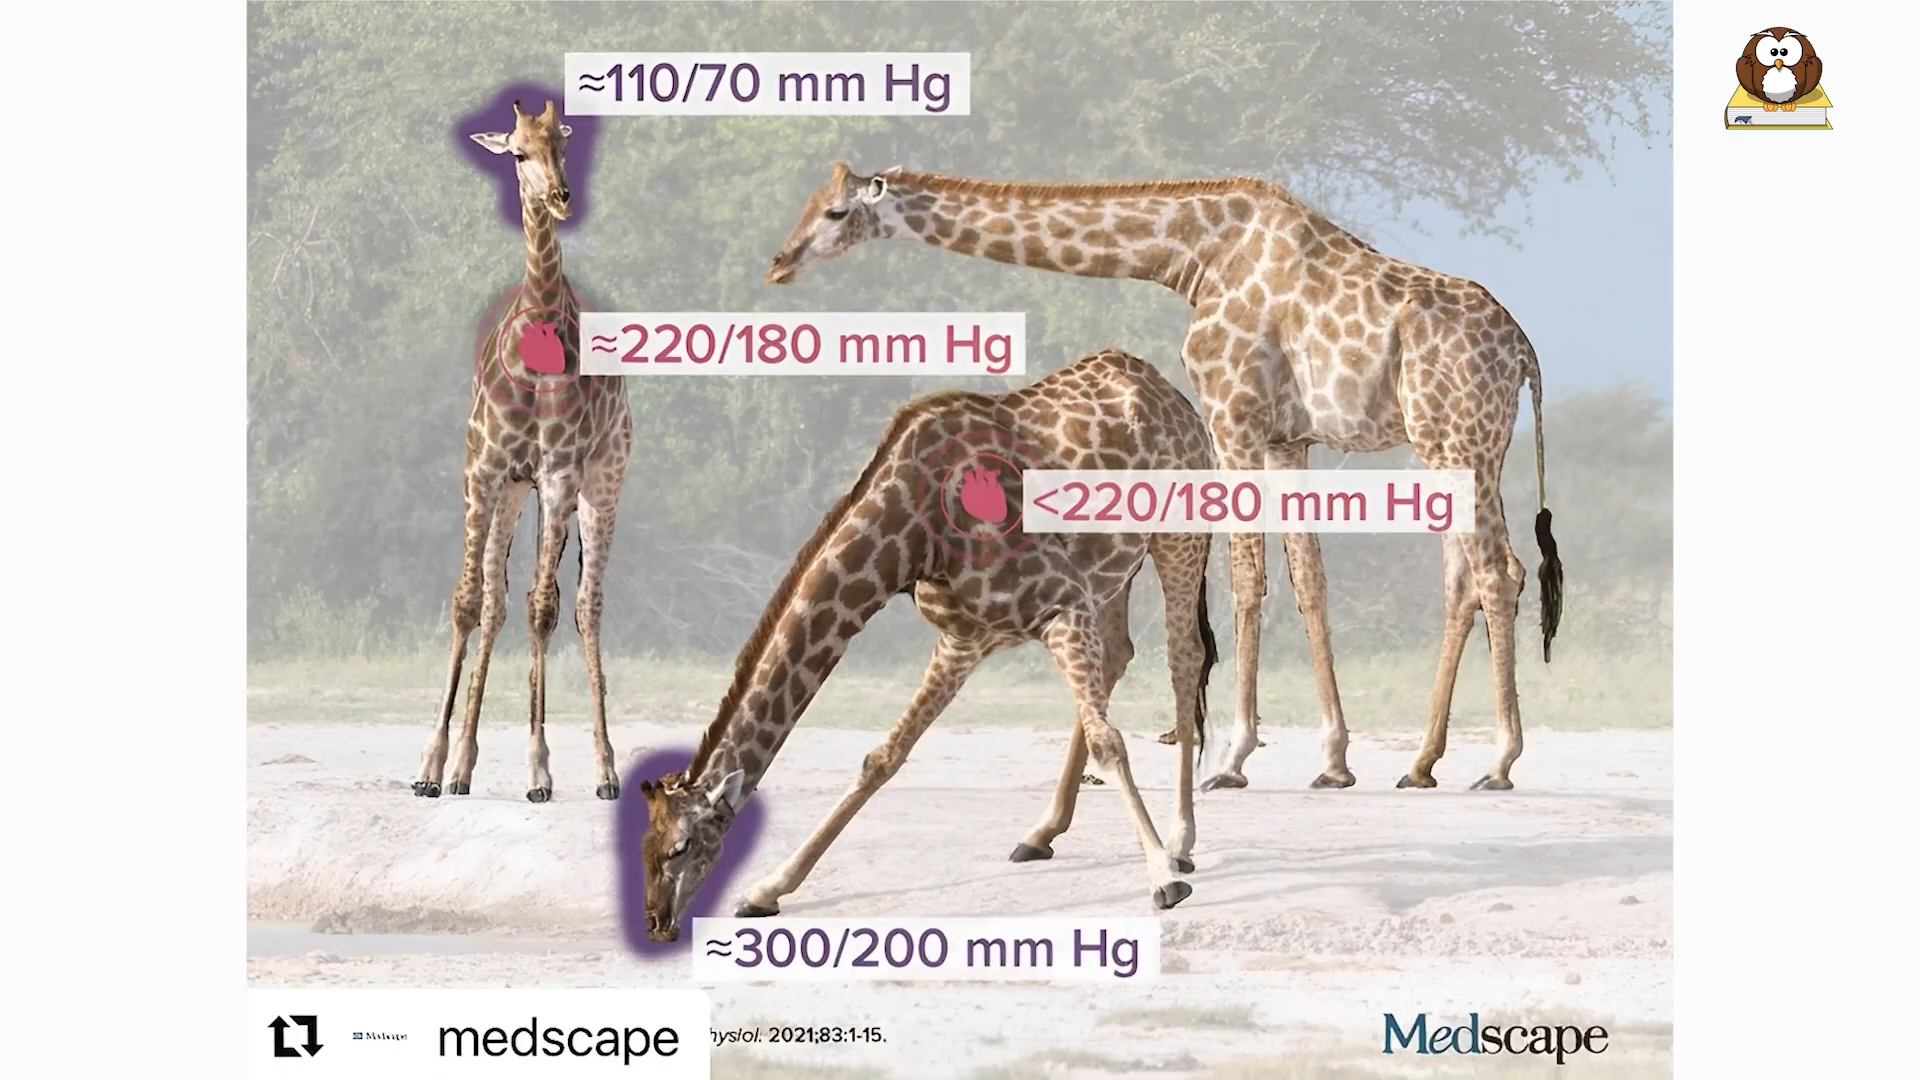 ≈110/70 mm Hg
≈220/180 mm Hg
<220/180 mm Hg
≈300/200 mm Hg
medscape
hysiol. 2021;83:1-15.
Medscape